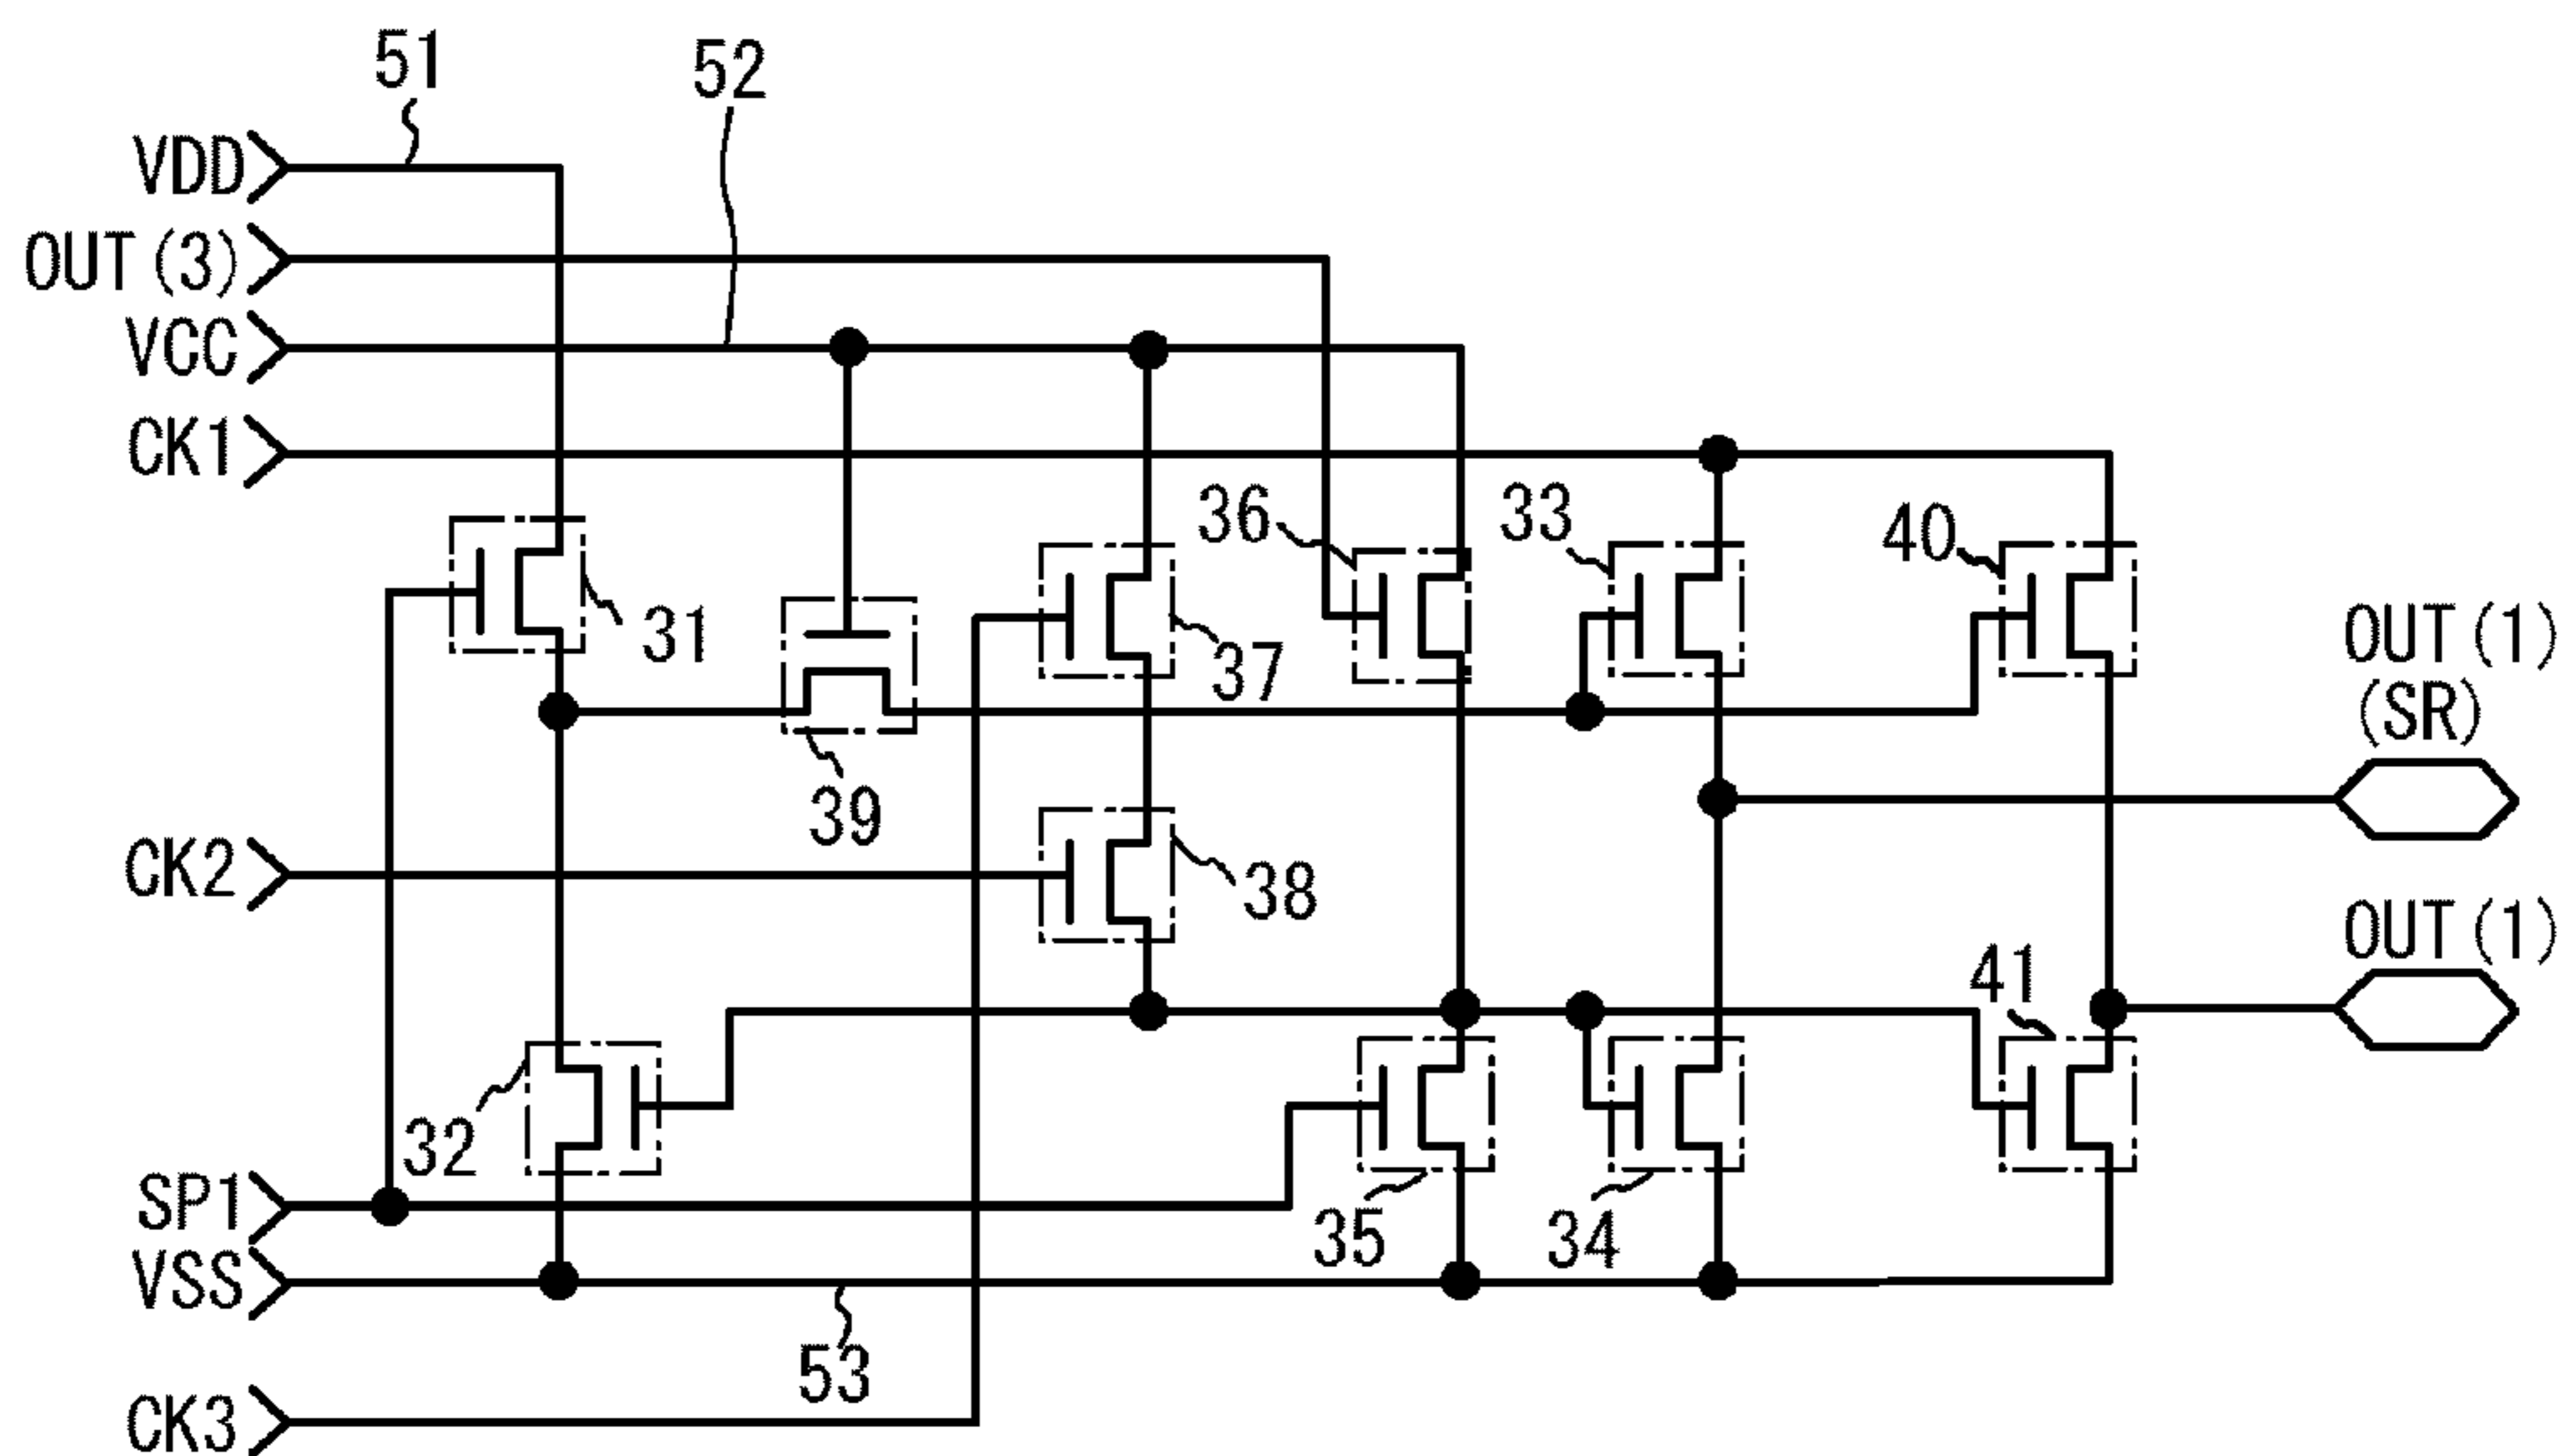 51
52
VDD
OUT(3)
VCC
CK1
36
33
40
31
37
OUT(1)
(SR)
39
CK2
38
OUT(1)
41
32
SP1
35
34
VSS
53
CK3